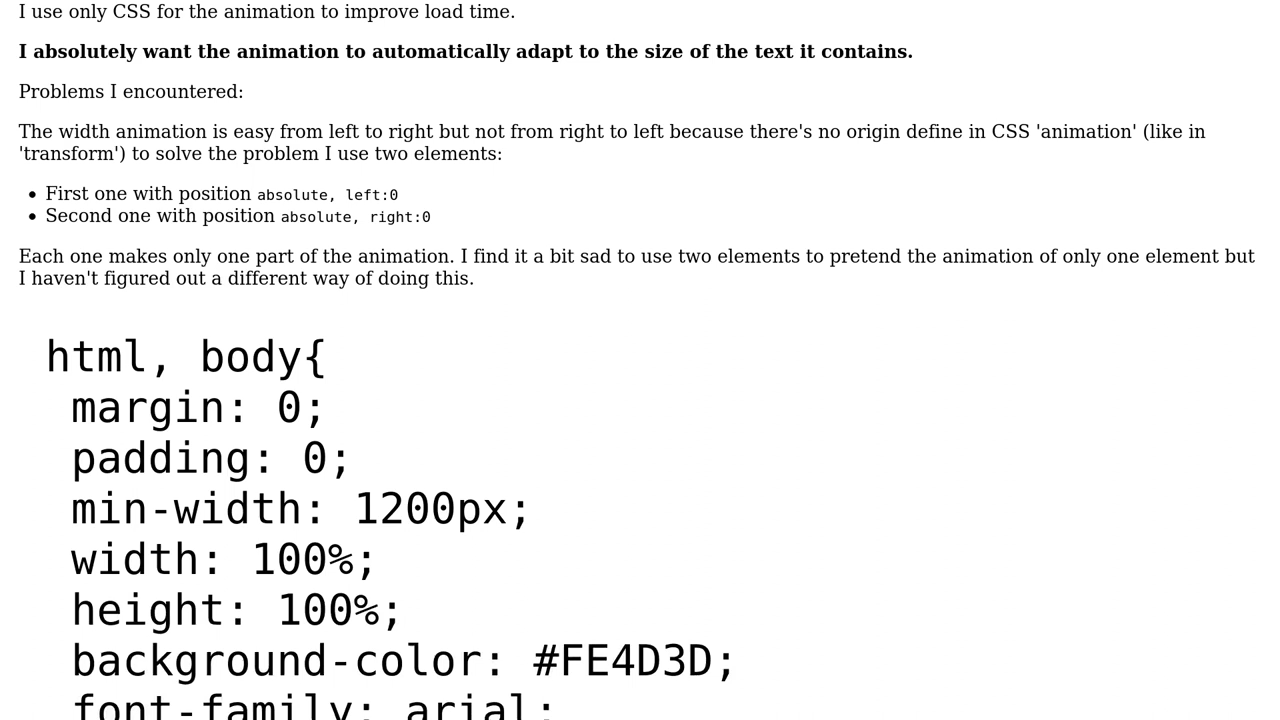 I use only CSS for the animation to improve load time.
I absolutely want the animation to automatically adapt to the size of the text it contains.
Problems I encountered:
The width animation is easy from left to right but not from right to left because there's no origin define in CSS 'animation' (like in
'transform') to solve the problem I use two elements:
• First one with position absolute, left:0
• Second one with position absolute, right:0
Each one makes only one part of the animation. I find it a bit sad to use two elements to pretend the animation of only one element but
I haven't figured out a different way of doing this.
html, body{
margin: 0;
padding: 0;
min-width: 1200px;
width: 100%;
height: 100%;
background-color: #FE4D3D;
font-family: arial;